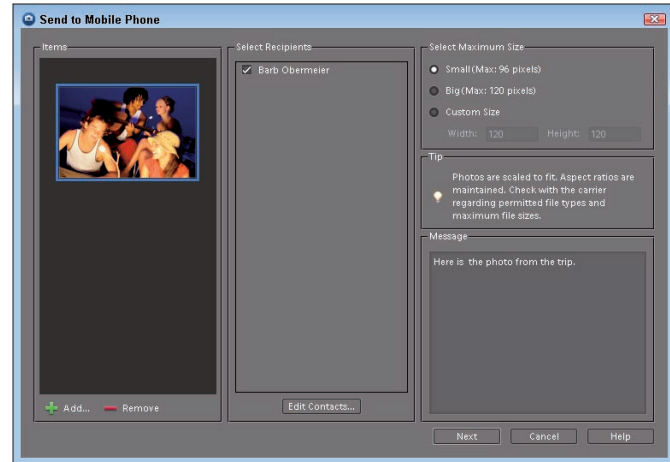 Send to Mobile Phone
Items
Add...
Remove
Select Recipients
Barb Obermeier
Edit Contacts...
Select Maximum Size
Small(Max: 96 pixels)
Big(Max: 120 pixels)
Custom Size
Width: 120 Height: 120
Tip
Photos are scaled to fit. Aspect ratios are
maintained. Check with the carrier
regarding permitted file types and
maximum file sizes.
Message
Here is the photo from the trip.
Next Cancel Help